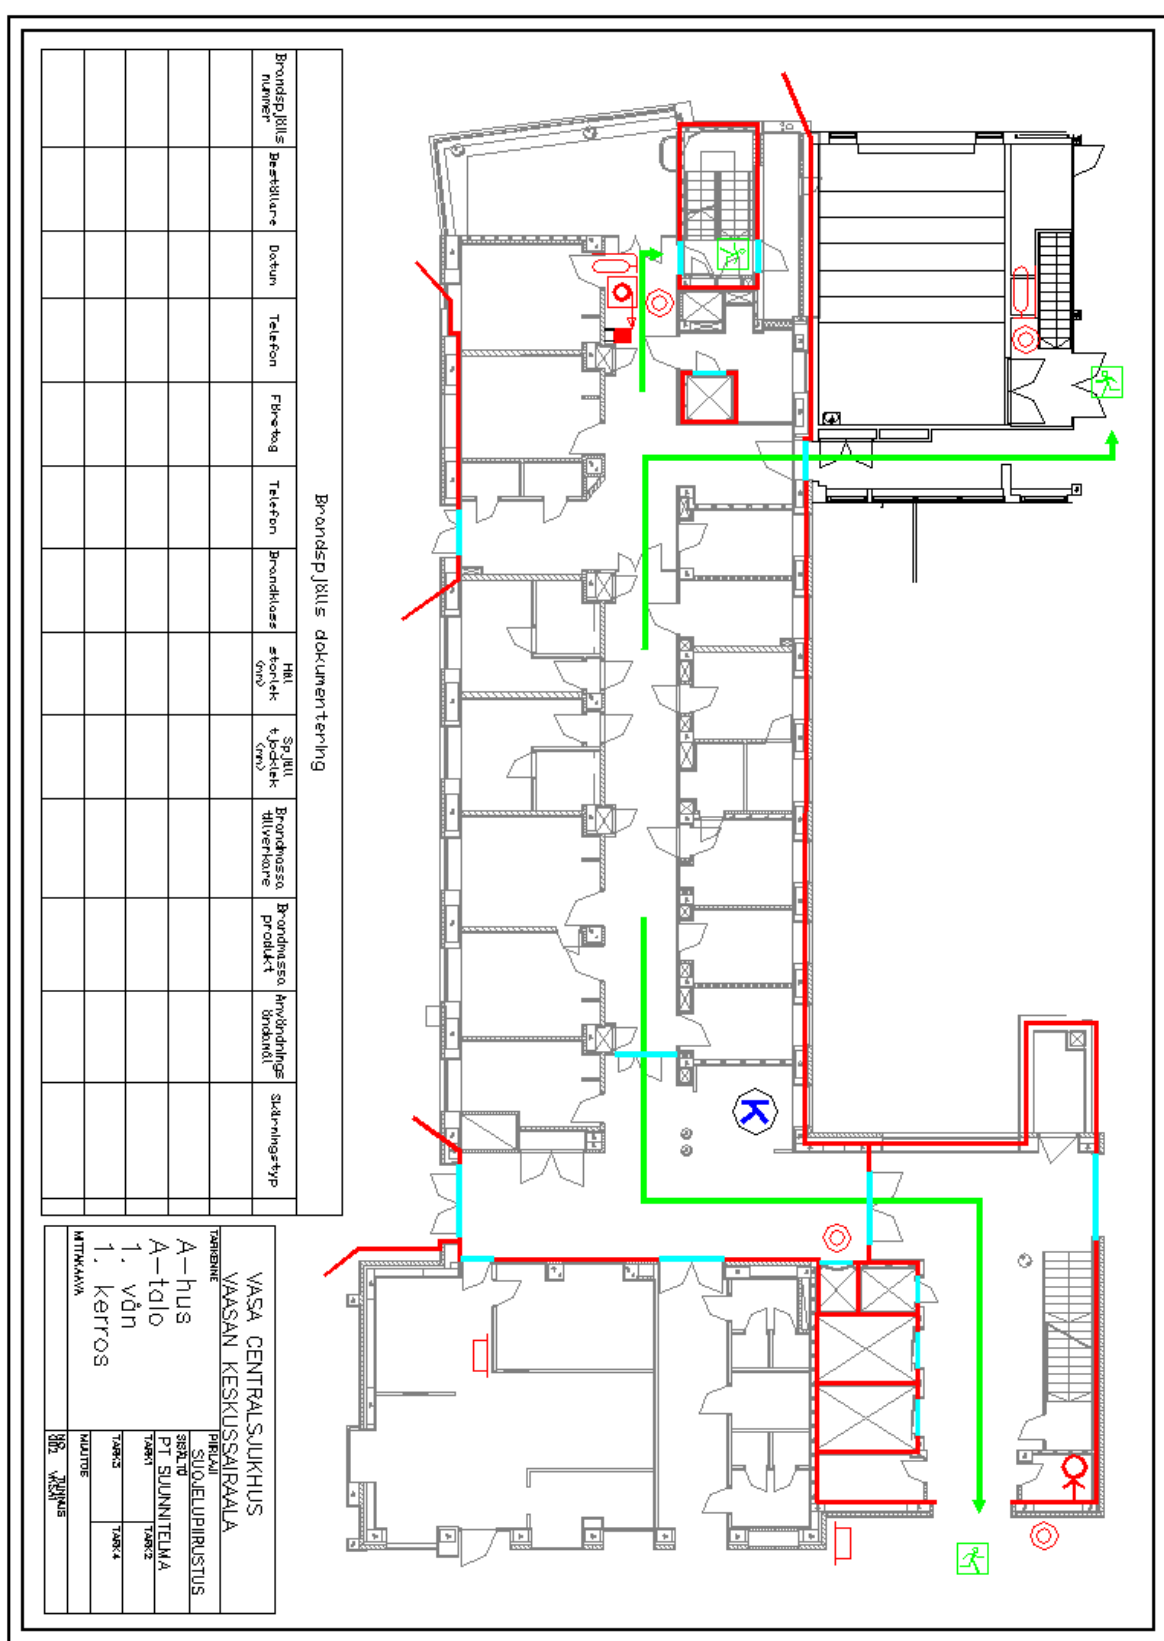 Brandspjälls dokumentering
Brandspjälls
nummer
Beställare
Datum
Telefon
Företag
Telefon
Brandklass
Hål
storlek
(mm)
Spjäll
tjocklek
(mm)
Brandmassa
tillverkare
Brandmassa
produkt
Användnings
ändamål
Skärningstyp
K
VASA CENTRALSJUKHUS
VAASAN KESKUSSAIRAALA
TARKENNE
A-hus
A-talo
1. vån
1. kerros
MITTAKAAVA
PIIRLAJI
SUOJELUPIIRUSTUS
SISÄLTÖ
PT SUUNNITELMA
TARK1
TARK2
TARK3
TARK4
MUUTOS
NO.
TUNNUS